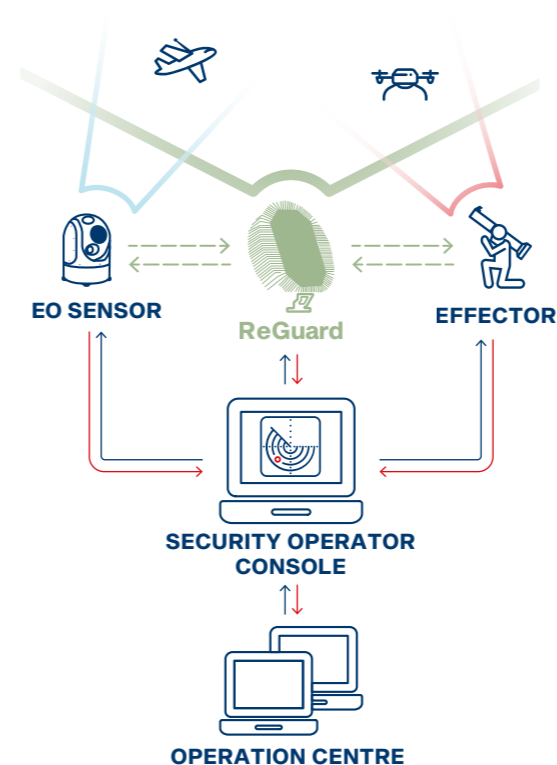 EO SENSOR
ReGuard
EFFECTOR
SECURITY OPERATOR
CONSOLE
OPERATION CENTRE